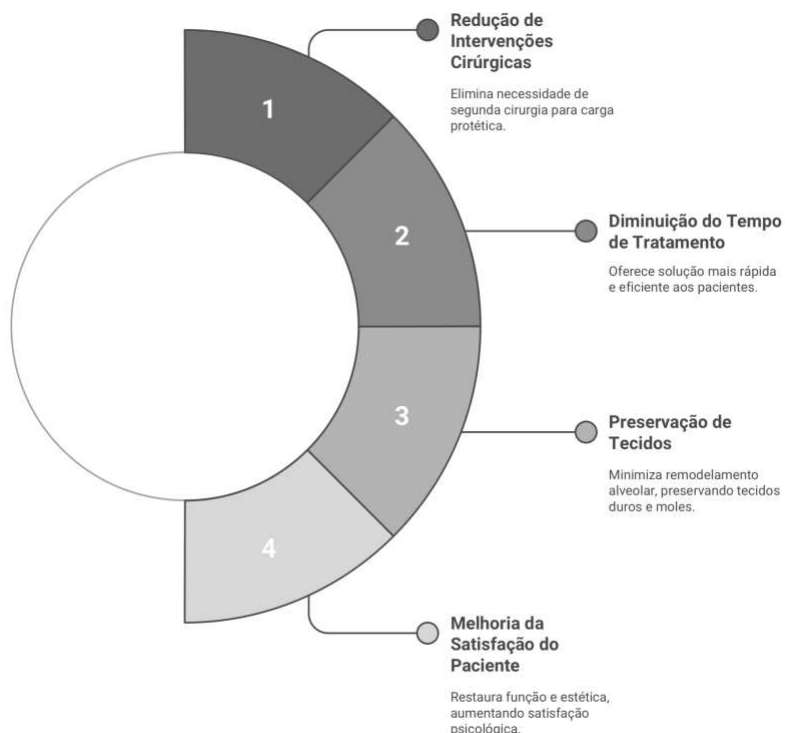 1
Redução de
Intervenções
Cirúrgicas
Elimina necessidade de
segunda cirurgia para carga
protética.
2
Diminuição do Tempo
de Tratamento
Oferece solução mais rápida
e eficiente aos pacientes.
3
Preservação de
Tecidos
Minimiza remodelamento
alveolar, preservando tecidos
duros e moles.
4
Melhoria da
Satisfação do
Paciente
Restaura função e estética,
aumentando satisfação
psicológica.